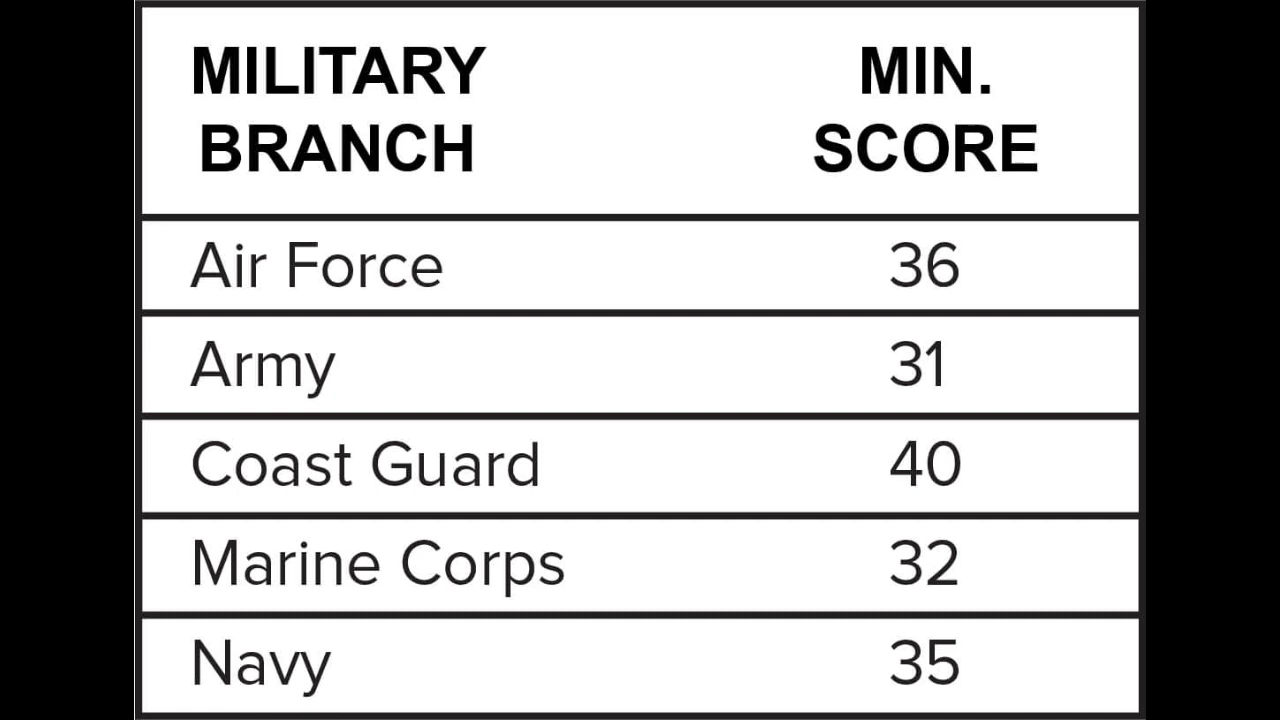 MILITARY BRANCH MIN. SCORE
Air Force 36
Army 31
Coast Guard 40
Marine Corps 32
Navy 35